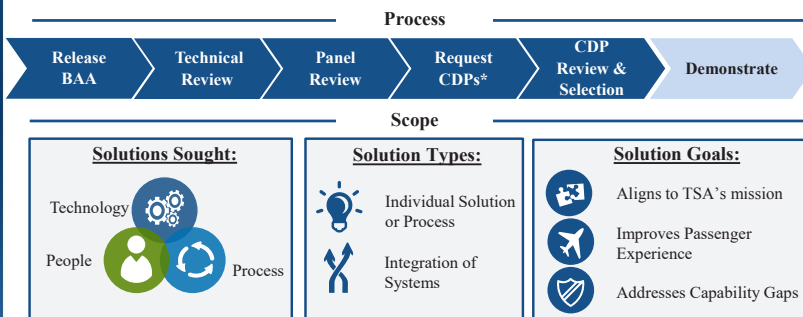 Process
Release
BAA
Technical
Review
Panel
Review
Request
CDPs*
CDP
Review &
Selection
Demonstrate
Scope
Solutions Sought:
Technology
People
Process
Solution Types:
Individual Solution
or Process
Integration of
Systems
Solution Goals:
Aligns to TSA's mission
Improves Passenger
Experience
Addresses Capability Gaps